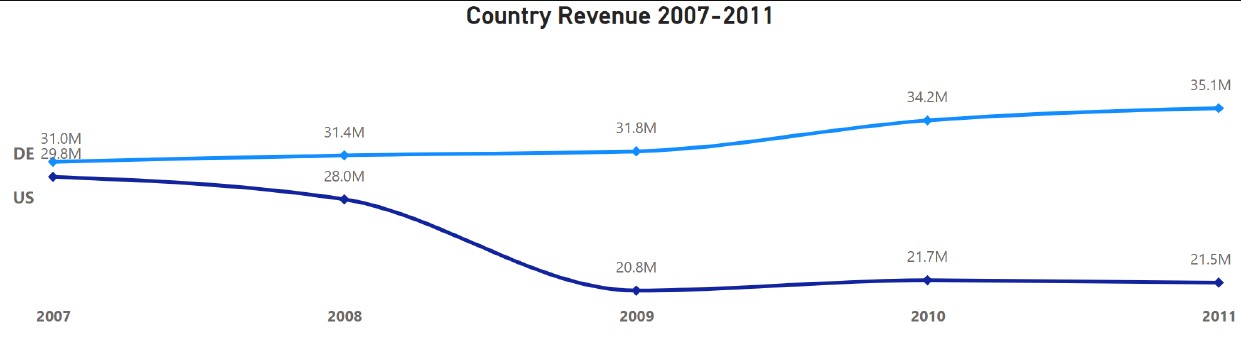 Country Revenue 2007-2011
35.1M
34.2M
31.8M
31.4M
31.0M
DE 29.8M
28.0M
US
20.8M
21.7M
21.5M
2007 2008 2009 2010 2011